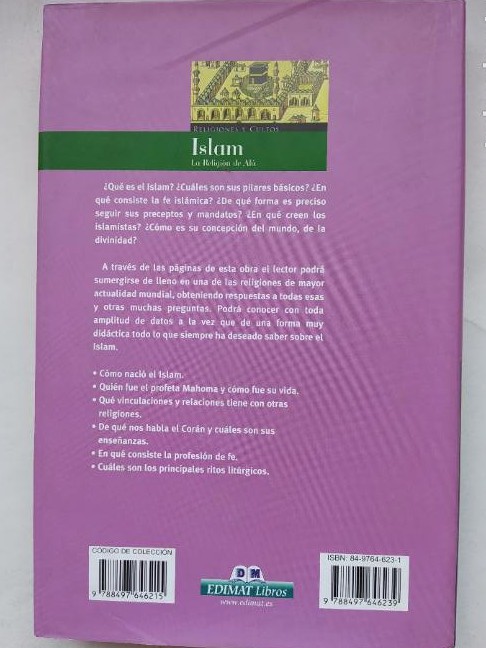 RELIGIONES Y CULTOS
Islam
La Religión de Alá
¿Qué es el Islam? ¿Cuáles son sus pilares básicos? ¿En
qué consiste la fe islámica? ¿De qué forma es preciso
seguir sus preceptos y mandatos? ¿En qué creen los
islamistas? ¿Cómo es su concepción del mundo, de la
divinidad?
A través de las páginas de esta obra el lector podrá
sumergirse de lleno en una de las religiones de mayor
actualidad mundial, obteniendo respuestas a todas esas
y otras muchas preguntas. Podrá conocer con toda
amplitud de datos a la vez que de una forma muy
didáctica todo lo que siempre ha deseado saber sobre el
Islam.
• Cómo nació el Islam.
• Quién fue el profeta Mahoma y cómo fue su vida.
• Qué vinculaciones y relaciones tiene con otras
religiones.
• De qué nos habla el Corán y cuáles son sus
enseñanzas.
• En qué consiste la profesión de fe.
• Cuáles son los principales ritos litúrgicos.
CÓDIGO DE COLECCIÓN
9 788497 646215
DM
EDIMAT Libros
www.edimat.es
ISBN: 84-9764-623-1
9 788497 646239